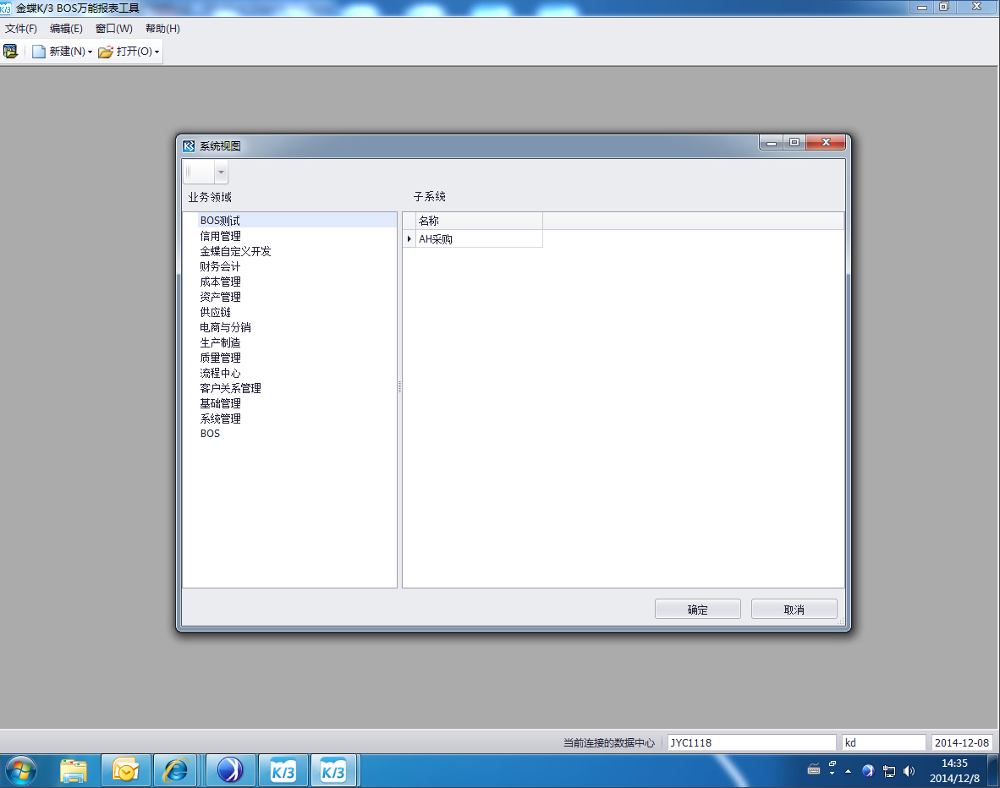 金蝶K/3 BOS万能报表工具
文件(F) 编辑(E) 窗口(W) 帮助(H)
新建(N) 打开(O)
系统视图
业务领域 子系统
BOS测试
信用管理
金蝶自定义开发
财务会计
成本管理
资产管理
供应链
电商与分销
生产制造
质量管理
流程中心
客户关系管理
基础管理
系统管理
BOS
名称
AH采购
确定 取消
当前连接的数据中心 JYC1118 kd 2014-12-08
K/3 K/3
14:35
2014/12/8